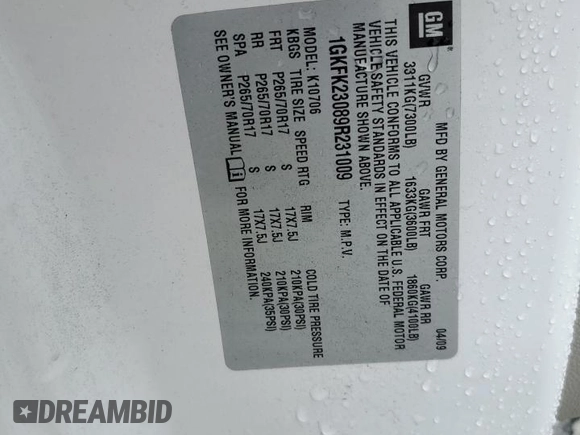 GM
MFD BY GENERAL MOTORS CORP. 04/09
GVWR GAWR FRT GAWR RR
3311KG(7300LB) 1633KG(3600LB) 1860KG(4100LB)
THIS VEHICLE CONFORMS TO ALL APPLICABLE U.S. FEDERAL MOTOR
VEHICLE SAFETY STANDARDS IN EFFECT ON THE DATE OF
MANUFACTURE SHOWN ABOVE.
1GKFK23089R231009 TYPE: M.P.V.
MODEL: K10706
KBGS TIRE SIZE SPEED RTG RIM COLD TIRE PRESSURE
FRT P265/70R17 S 17X7.5J 210KPA(30PSI)
RR P265/70R17 S 17X7.5J 210KPA(30PSI)
SPA P265/70R17 S 17X7.5J 240KPA(35PSI)
SEE OWNER'S MANUAL FOR MORE INFORMATION.
DREAMBID